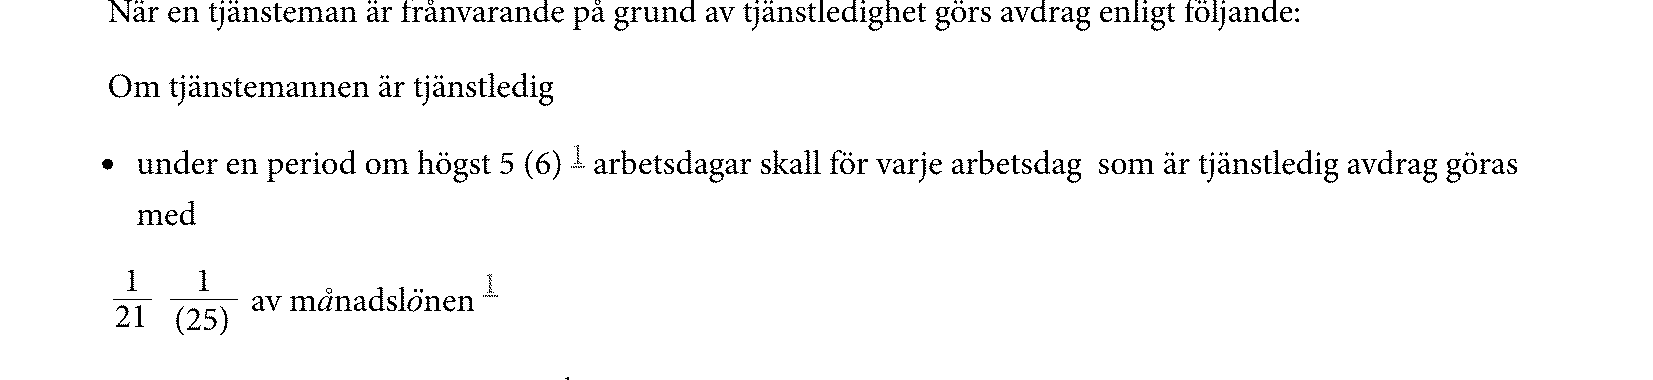 När en tjänsteman är frånvarande på grund av tjänstledighet görs avdrag enligt följande:
Om tjänstemannen är tjänstledig
• under en period om högst 5 (6) 1 arbetsdagar skall för varje arbetsdag som är tjänstledig avdrag göras
med
1/21 1/(25) av månadslönen 1